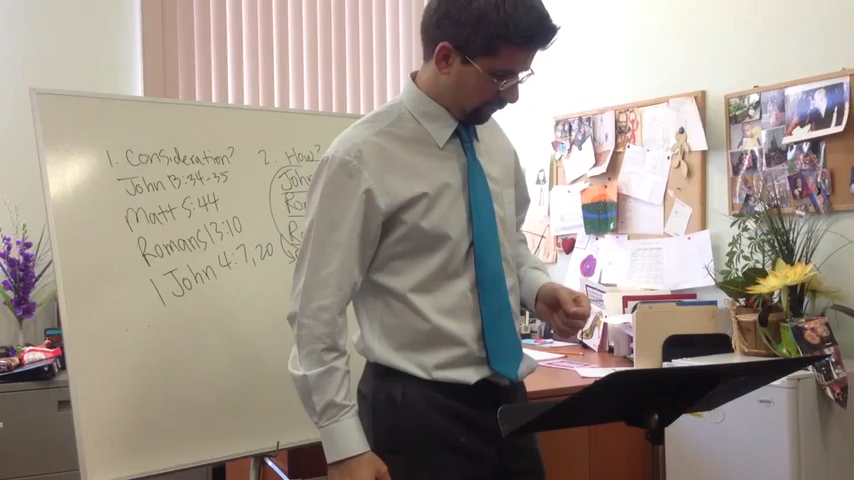 1. Consideration?
John 13:34-35
Matt 5:44
Romans 13:10
1 John 4:7,20
2. How?
John